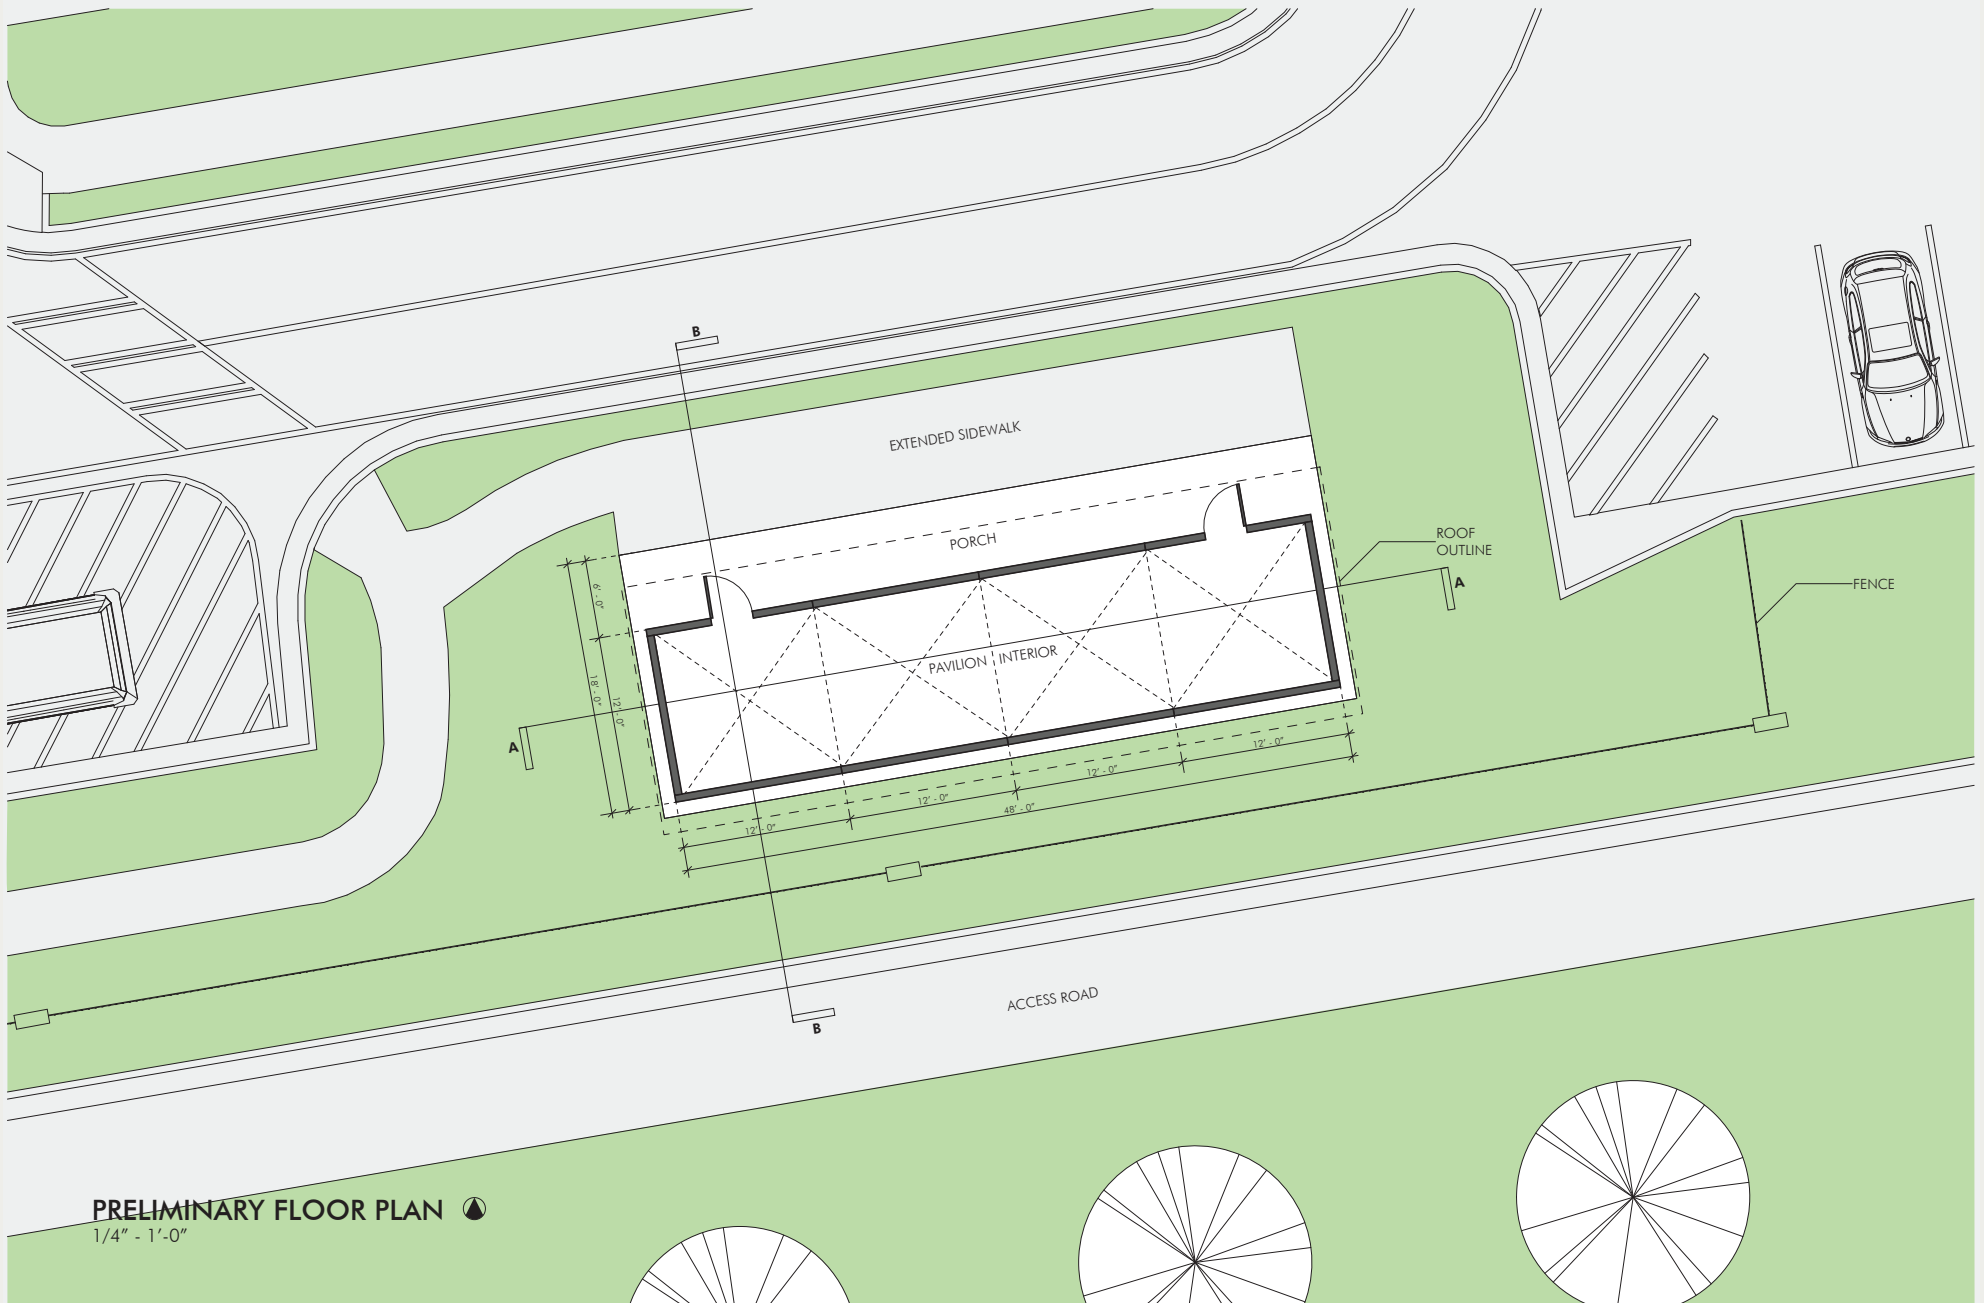 B
EXTENDED SIDEWALK
PORCH
ROOF
OUTLINE
A
FENCE
6' - 0"
18' - 0"
12' - 0"
PAVILION INTERIOR
A
12' - 0"
12' - 0"
12' - 0"
12' - 0"
48' - 0"
ACCESS ROAD
B
PRELIMINARY FLOOR PLAN
1/4" - 1'-0"